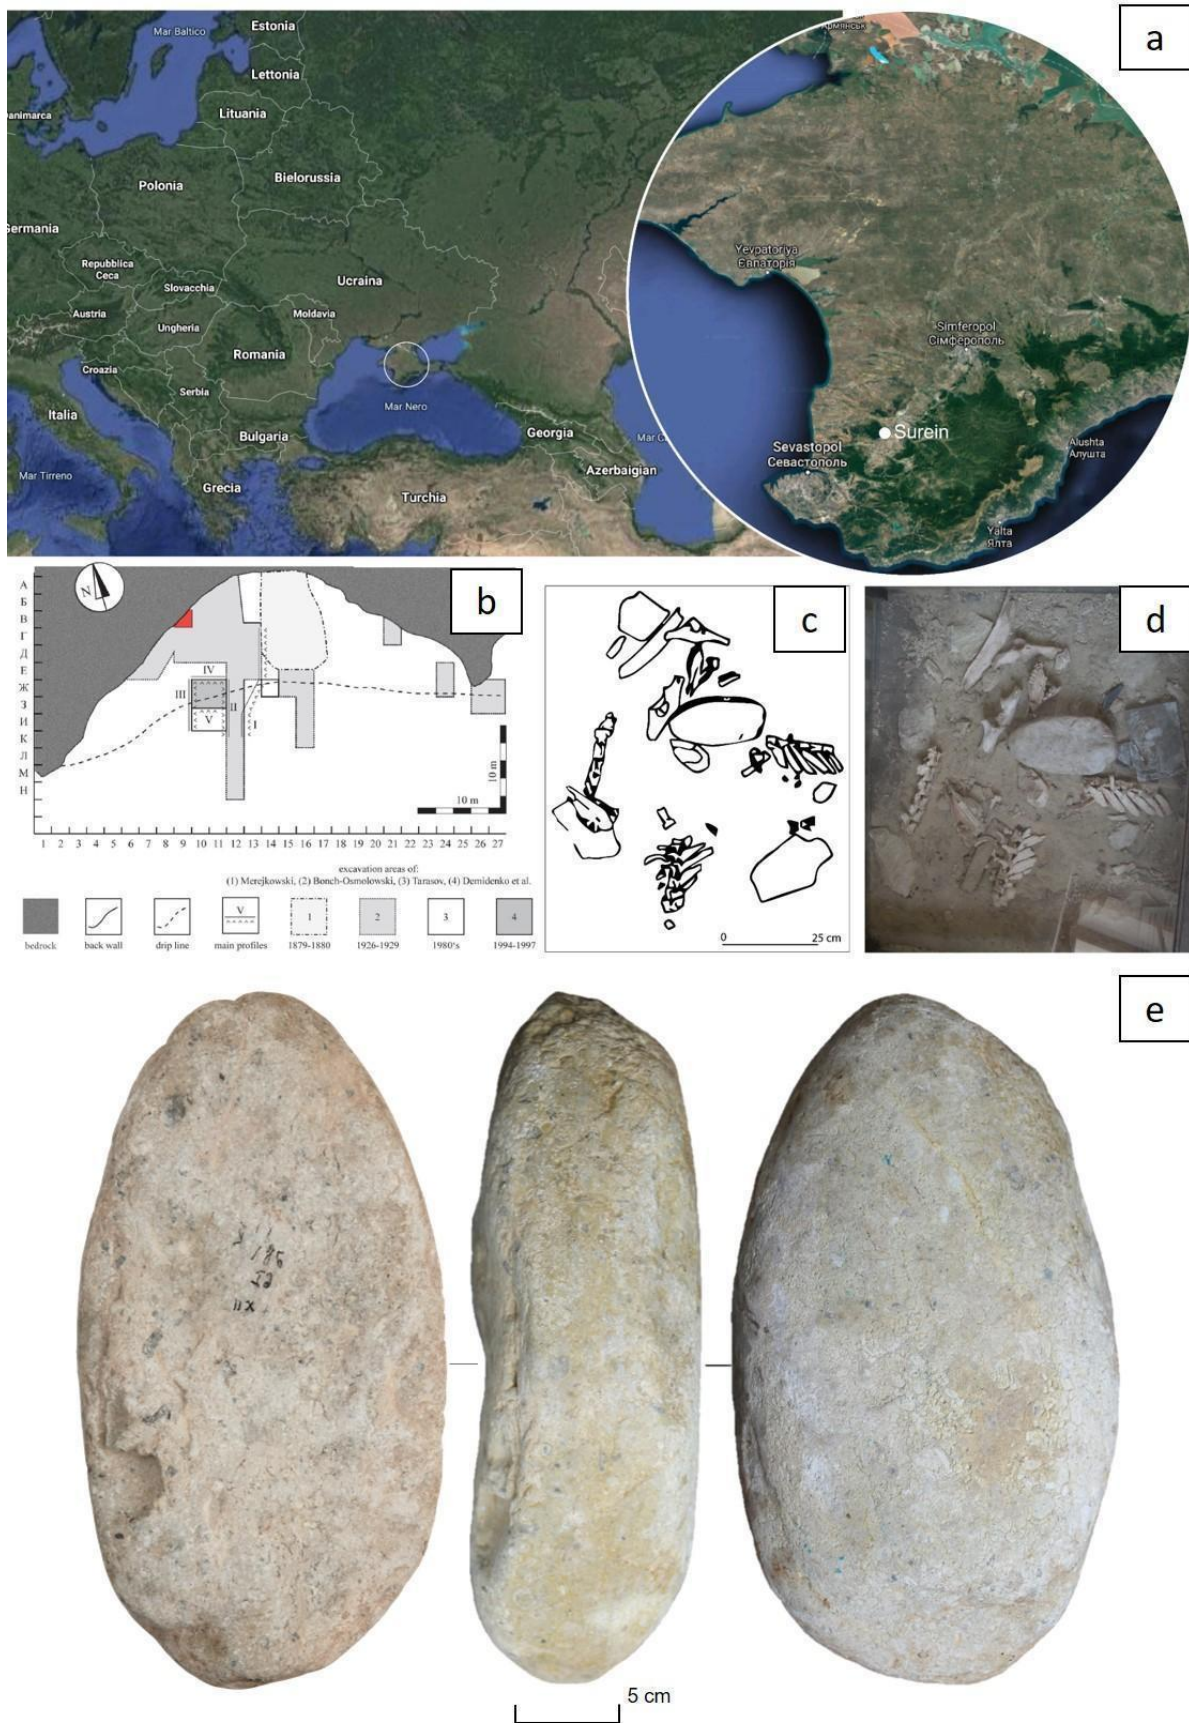 a
Mar Baltico
Estonia
Lettonia
Lituania
Bielorussia
Polonia
Germania
Repubblica
Ceca
Slovacchia
Austria
Ungheria
Moldavia
Ucraina
Romania
Croazia
Serbia
Italia
Bulgaria
Mar Nero
Georgia
Mar Tirreno
Grecia
Turchia
Azerbaigian
Yevpatoriya
Євпаторія
Simferopol
Сімферополь
Surein
Sevastopol
Севастополь
Alushta
Алушта
Yalta
Ялта
b
N
А
Б
В
Г
Д
Е
Ж
З
И
К
Л
М
Н
IV
III
II
V
I
10 m
10 m
1 2 3 4 5 6 7 8 9 10 11 12 13 14 15 16 17 18 19 20 21 22 23 24 25 26 27
excavation areas of:
(1) Merejkowski, (2) Bonch-Osmolowski, (3) Tarasov, (4) Demidenko et al.
V
1
2
3
4
bedrock
back wall
drip line
main profiles
1879-1880
1926-1929
1980's
1994-1997
c
0
25 cm
d
e
5 cm